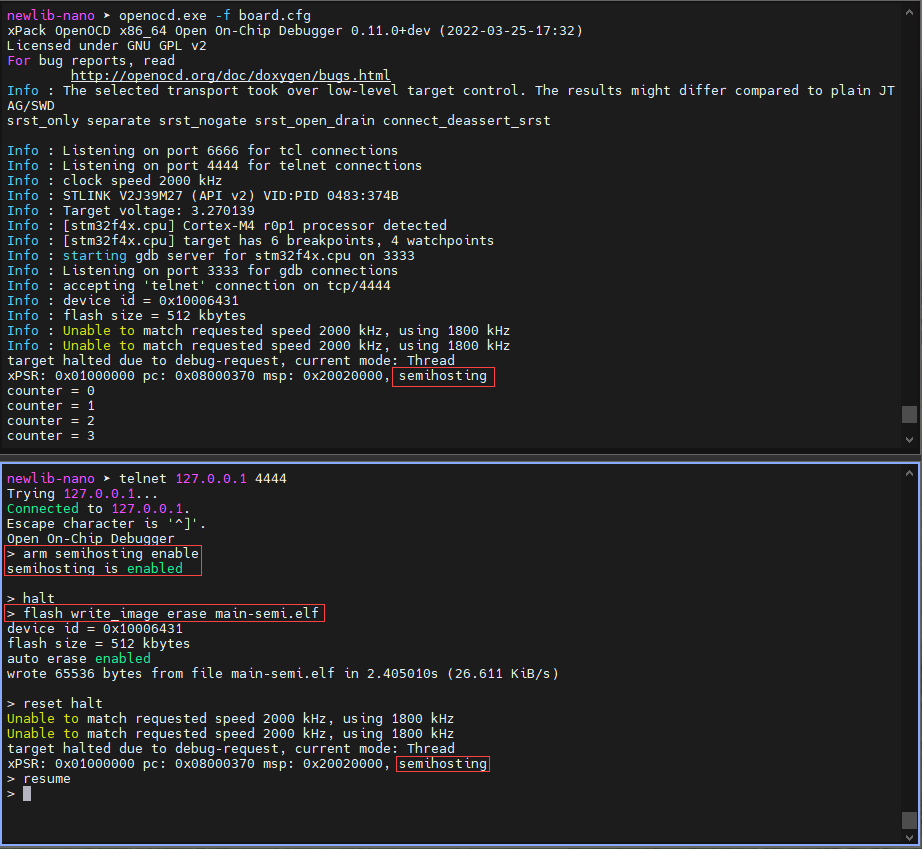 newlib-nano ➤ openocd.exe -f board.cfg
xPack OpenOCD x86_64 Open On-Chip Debugger 0.11.0+dev (2022-03-25-17:32)
Licensed under GNU GPL v2
For bug reports, read
        http://openocd.org/doc/doxygen/bugs.html
Info : The selected transport took over low-level target control. The results might differ compared to plain JT
AG/SWD
srst_only separate srst_nogate srst_open_drain connect_deassert_srst

Info : Listening on port 6666 for tcl connections
Info : Listening on port 4444 for telnet connections
Info : clock speed 2000 kHz
Info : STLINK V2J39M27 (API v2) VID:PID 0483:374B
Info : Target voltage: 3.270139
Info : [stm32f4x.cpu] Cortex-M4 r0p1 processor detected
Info : [stm32f4x.cpu] target has 6 breakpoints, 4 watchpoints
Info : starting gdb server for stm32f4x.cpu on 3333
Info : Listening on port 3333 for gdb connections
Info : accepting 'telnet' connection on tcp/4444
Info : device id = 0x10006431
Info : flash size = 512 kbytes
Info : Unable to match requested speed 2000 kHz, using 1800 kHz
Info : Unable to match requested speed 2000 kHz, using 1800 kHz
target halted due to debug-request, current mode: Thread
xPSR: 0x01000000 pc: 0x08000370 msp: 0x20020000, semihosting
counter = 0
counter = 1
counter = 2
counter = 3
newlib-nano ➤ telnet 127.0.0.1 4444
Trying 127.0.0.1...
Connected to 127.0.0.1.
Escape character is '^]'.
Open On-Chip Debugger
> arm semihosting enable
semihosting is enabled

> halt
> flash write_image erase main-semi.elf
device id = 0x10006431
flash size = 512 kbytes
auto erase enabled
wrote 65536 bytes from file main-semi.elf in 2.405010s (26.611 KiB/s)

> reset halt
Unable to match requested speed 2000 kHz, using 1800 kHz
Unable to match requested speed 2000 kHz, using 1800 kHz
target halted due to debug-request, current mode: Thread
xPSR: 0x01000000 pc: 0x08000370 msp: 0x20020000, semihosting
> resume
>